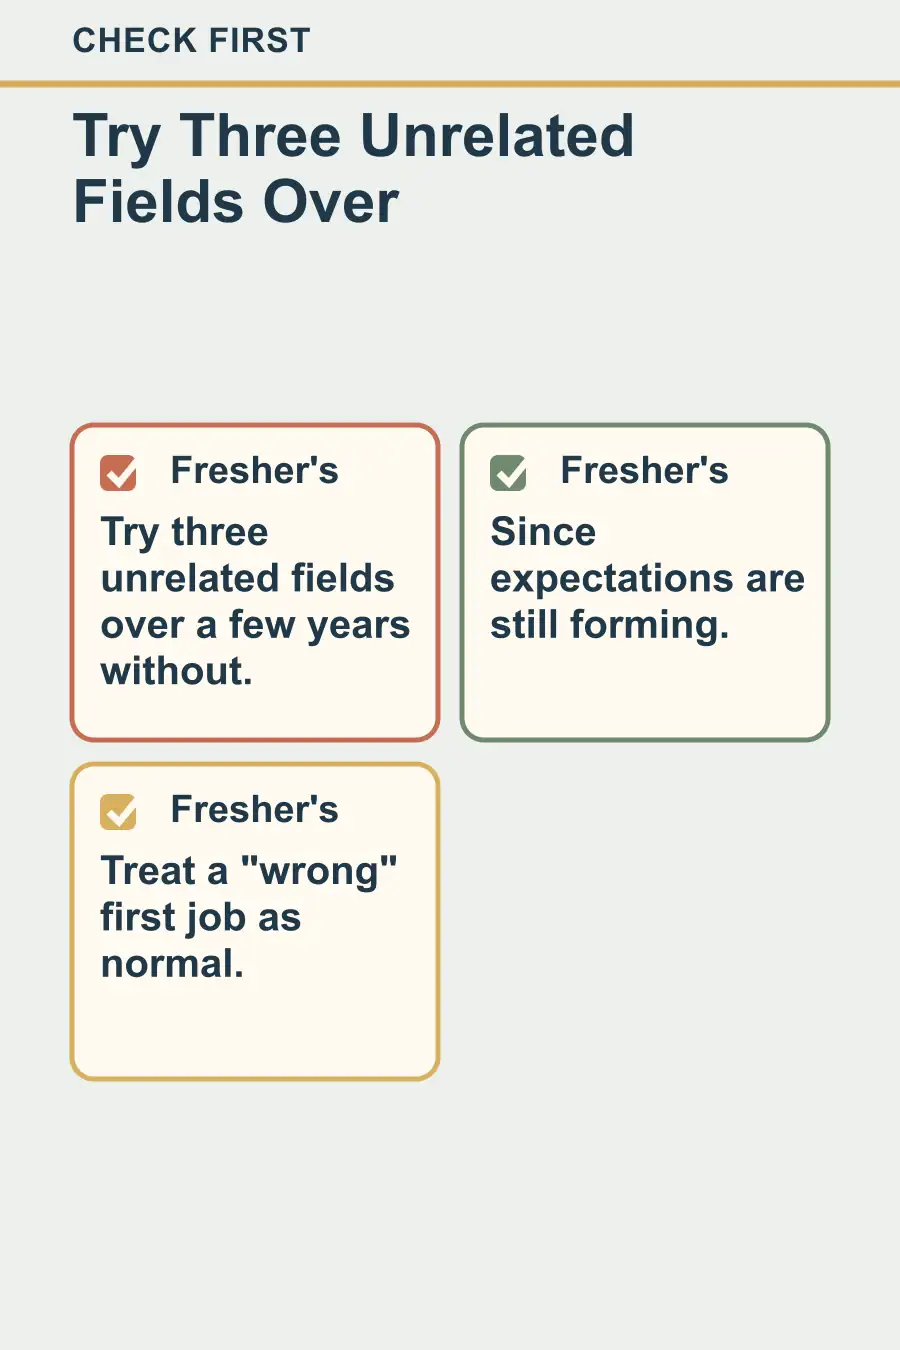 CHECK FIRST
Try Three Unrelated
Fields Over
Fresher's
Try three
unrelated fields
over a few years
without.
Fresher's
Since
expectations are
still forming.
Fresher's
Treat a "wrong"
first job as
normal.